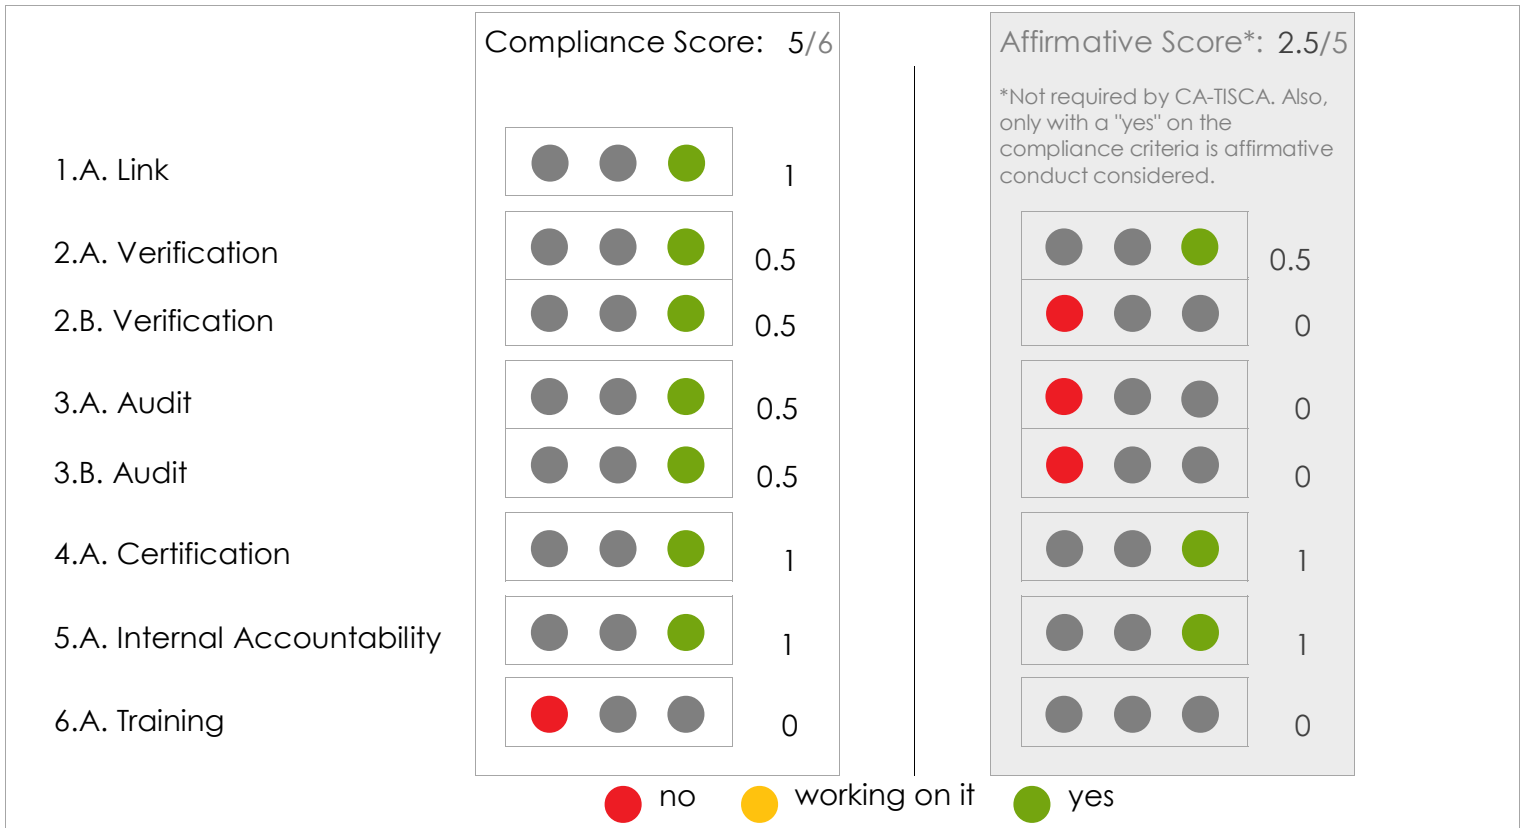 Compliance Score: 5/6
Affirmative Score*: 2.5/5
*Not required by CA-TISCA. Also,
only with a "yes" on the
compliance criteria is affirmative
conduct considered.
1.A. Link 1
2.A. Verification 0.5 0.5
2.B. Verification 0.5 0
3.A. Audit 0.5 0
3.B. Audit 0.5 0
4.A. Certification 1 1
5.A. Internal Accountability 1 1
6.A. Training 0 0
no working on it yes